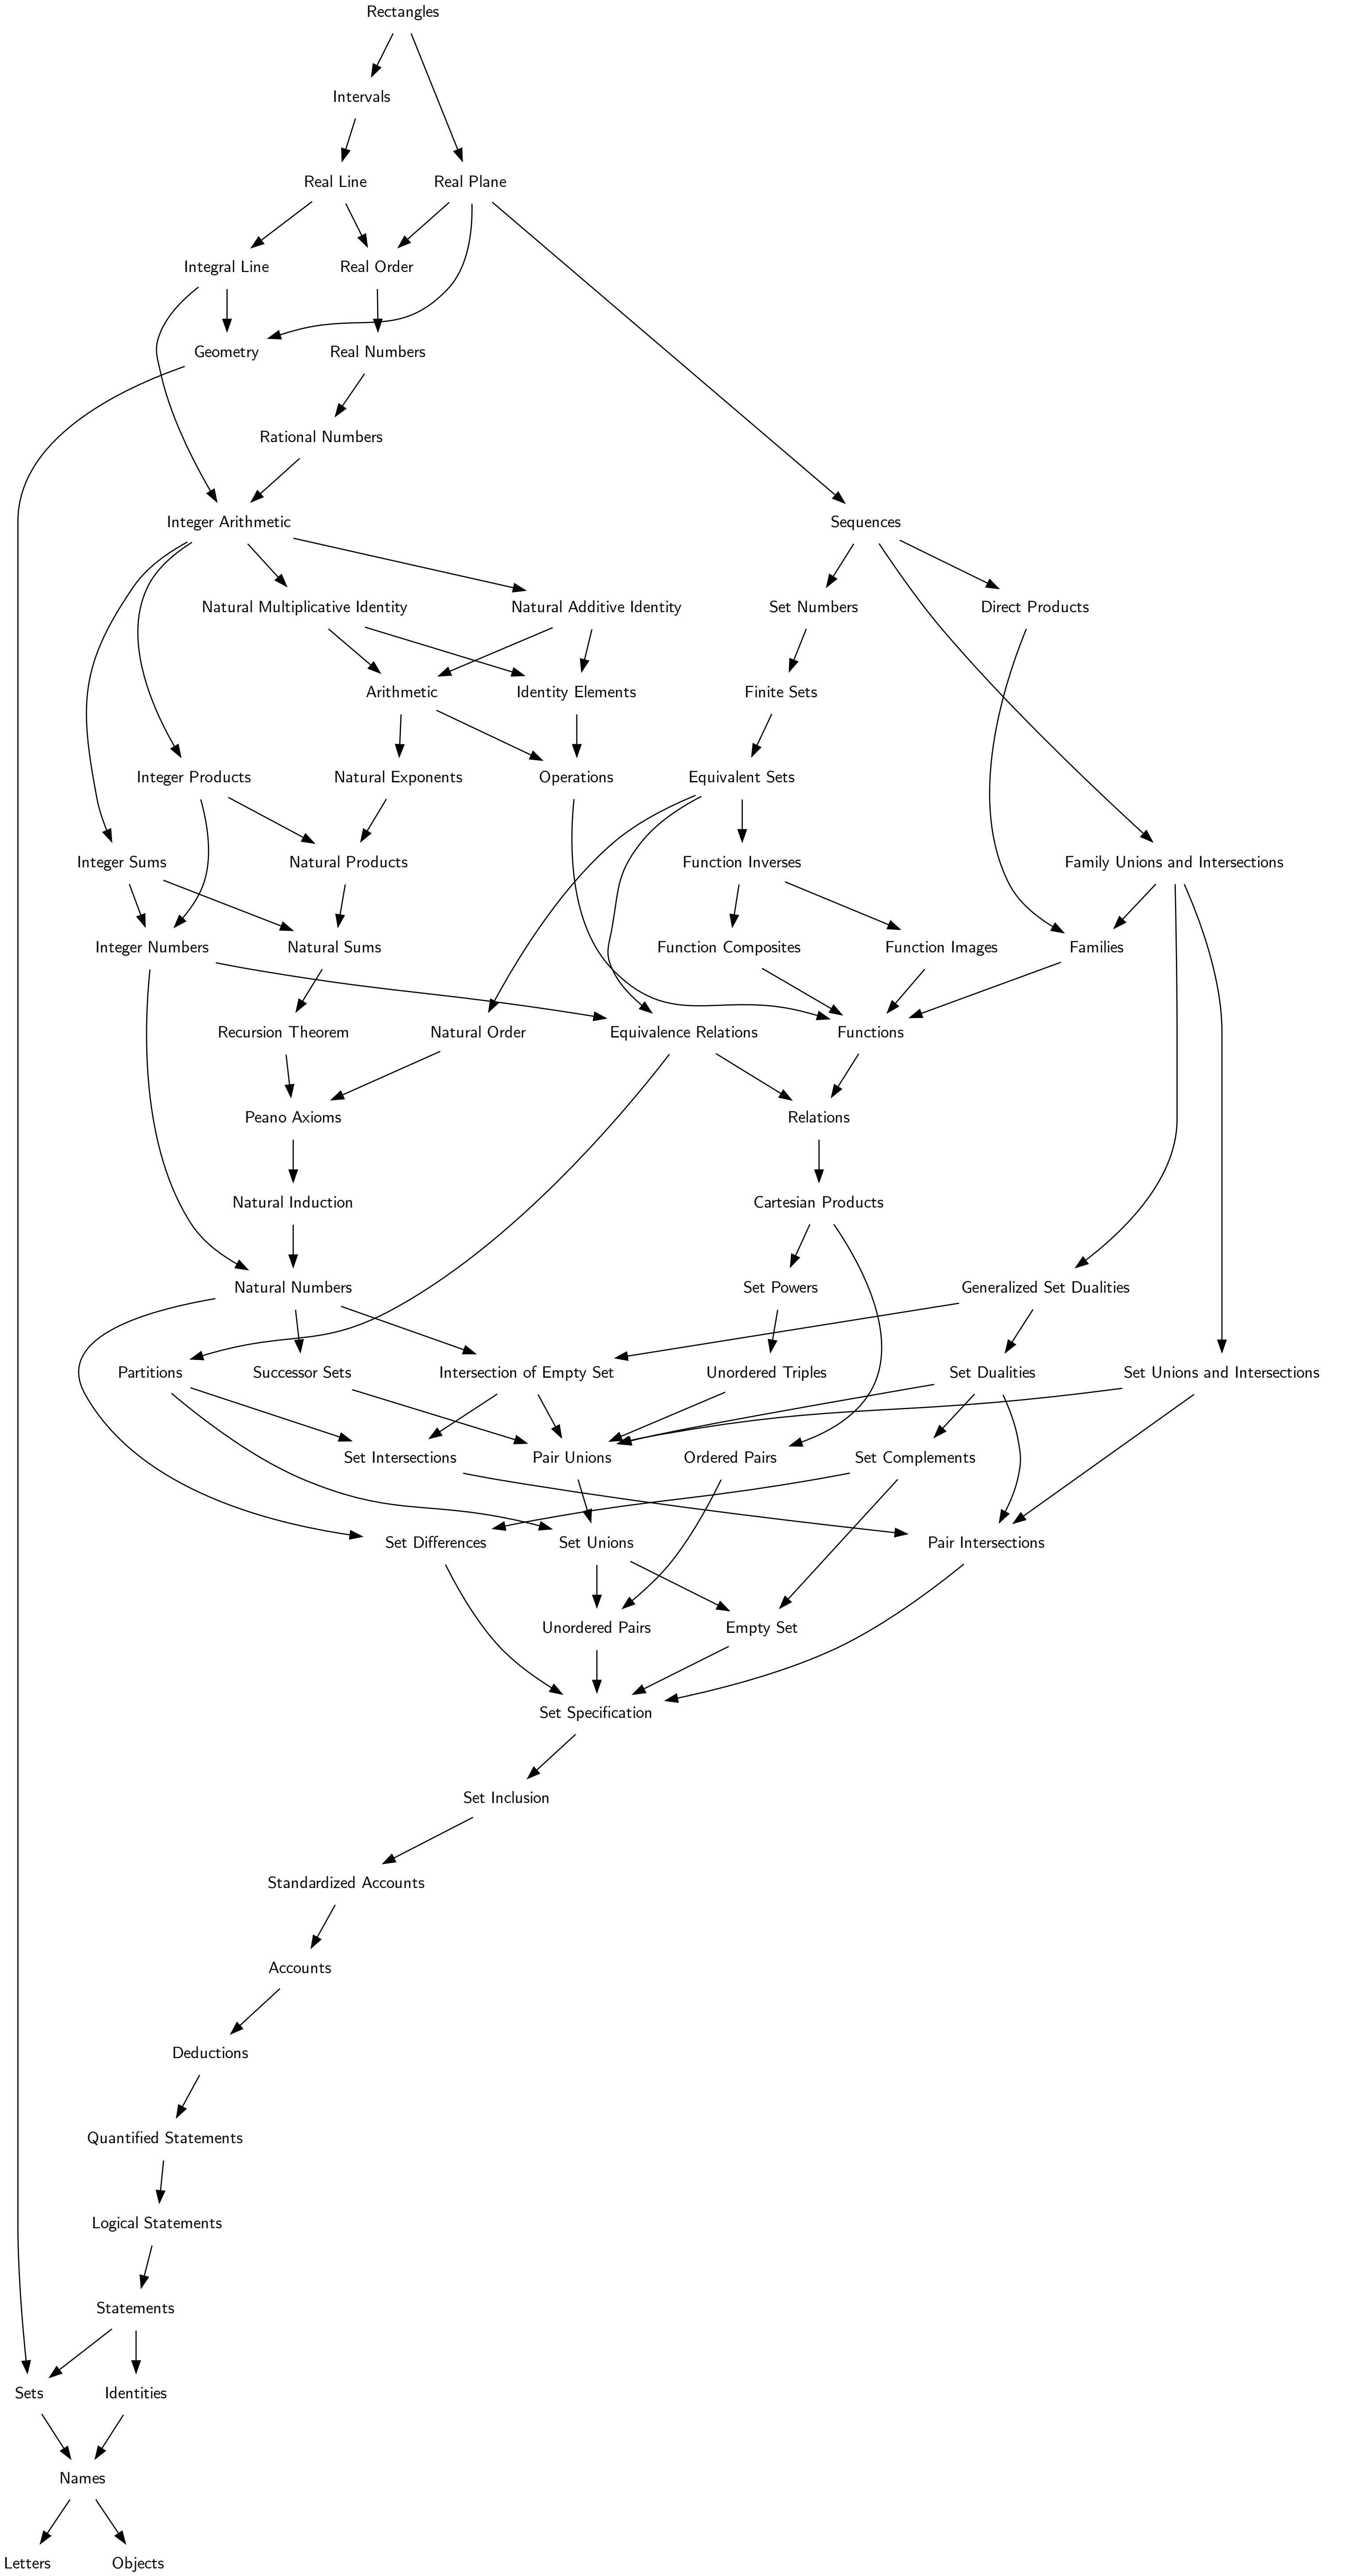 Rectangles
Intervals
Real Line
Real Plane
Integral Line
Real Order
Geometry
Real Numbers
Rational Numbers
Integer Arithmetic
Sequences
Natural Multiplicative Identity
Natural Additive Identity
Set Numbers
Direct Products
Arithmetic
Identity Elements
Finite Sets
Integer Products
Natural Exponents
Operations
Equivalent Sets
Integer Sums
Natural Products
Function Inverses
Family Unions and Intersections
Integer Numbers
Natural Sums
Function Composites
Function Images
Families
Recursion Theorem
Natural Order
Equivalence Relations
Functions
Peano Axioms
Relations
Natural Induction
Cartesian Products
Natural Numbers
Set Powers
Generalized Set Dualities
Partitions
Successor Sets
Intersection of Empty Set
Unordered Triples
Set Dualities
Set Unions and Intersections
Set Intersections
Pair Unions
Ordered Pairs
Set Complements
Set Differences
Set Unions
Pair Intersections
Unordered Pairs
Empty Set
Set Specification
Set Inclusion
Standardized Accounts
Accounts
Deductions
Quantified Statements
Logical Statements
Statements
Sets
Identities
Names
Letters
Objects